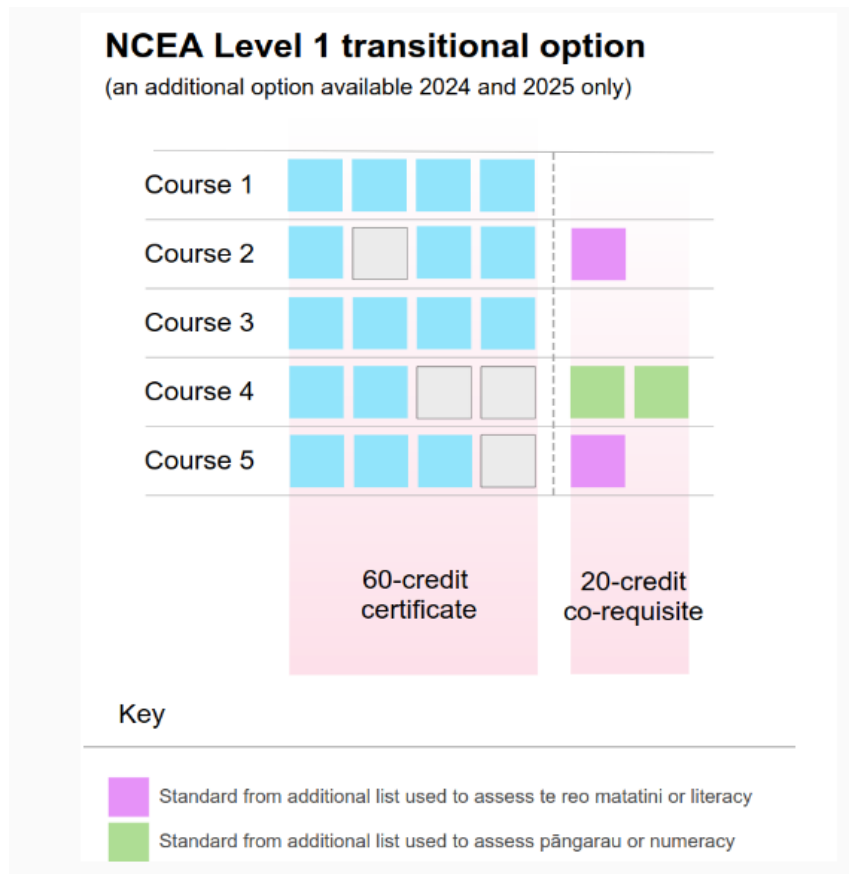 NCEA Level 1 transitional option
(an additional option available 2024 and 2025 only)
Course 1
Course 2
Course 3
Course 4
Course 5
60-credit
certificate
20-credit
co-requisite
Key
Standard from additional list used to assess te reo matatini or literacy
Standard from additional list used to assess pāngarau or numeracy